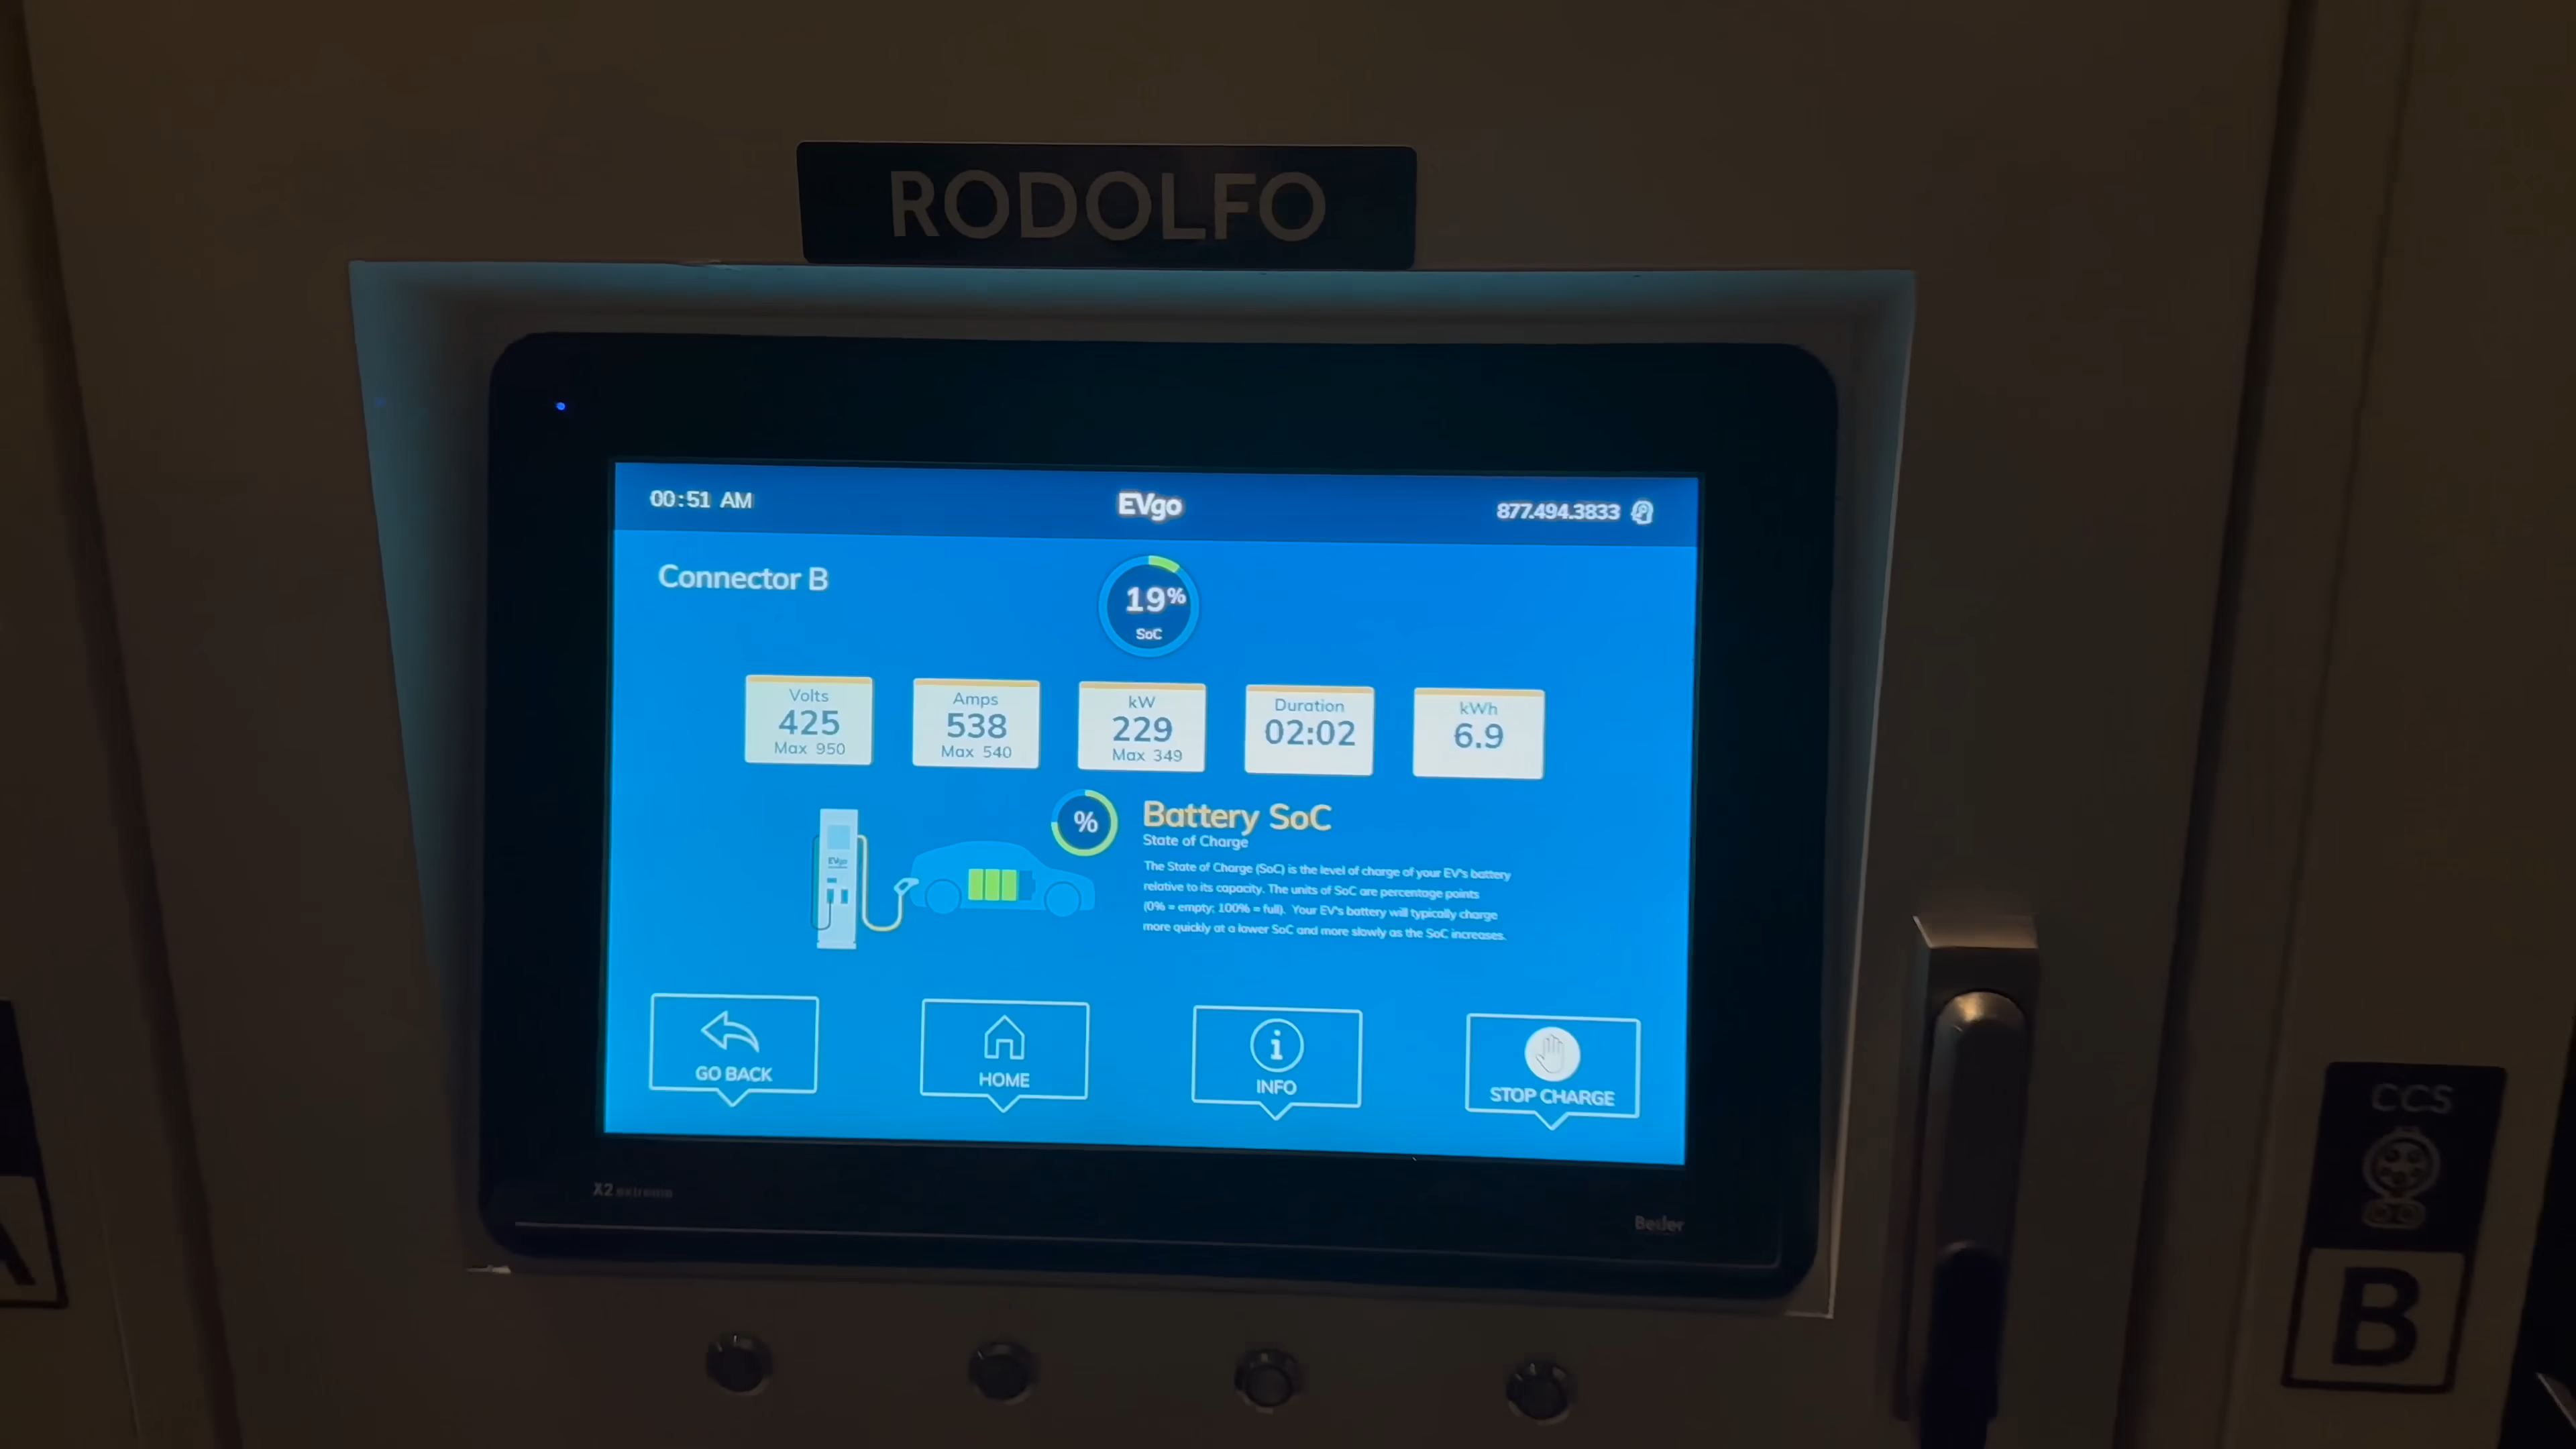 RODOLFO
00:51 AM
EVgo
877.494.3833
Connector B
19%
SoC
Volts
425
Max 950
Amps
538
Max 540
kW
229
Max 349
Duration
02:02
kWh
6.9
EVgo
%
Battery SoC
State of Charge
The State of Charge (SoC) is the level of charge of your EV's battery
relative to its capacity. The units of SoC are percentage points
(0% = empty; 100% = full). Your EV's battery will typically charge
more quickly at a lower SoC and more slowly as the SoC increases.
GO BACK
HOME
INFO
STOP CHARGE
X2 extreme
Beijer
CCS
B
A